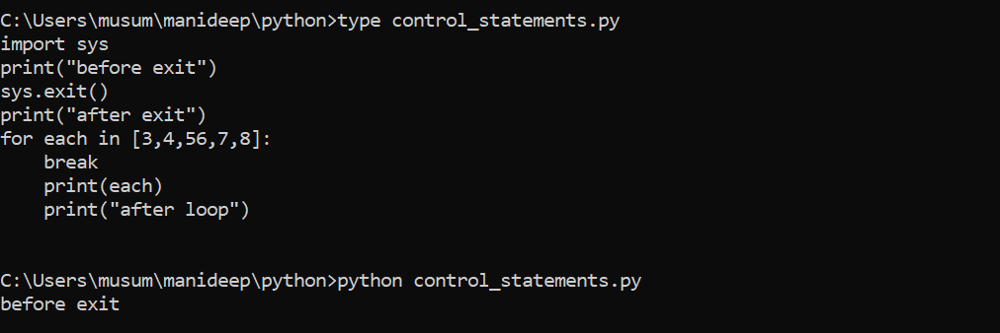 C:\Users\musum\manideep\python>type control_statements.py
import sys
print("before exit")
sys.exit()
print("after exit")
for each in [3,4,56,7,8]:
    break
    print(each)
    print("after loop")
C:\Users\musum\manideep\python>python control_statements.py
before exit